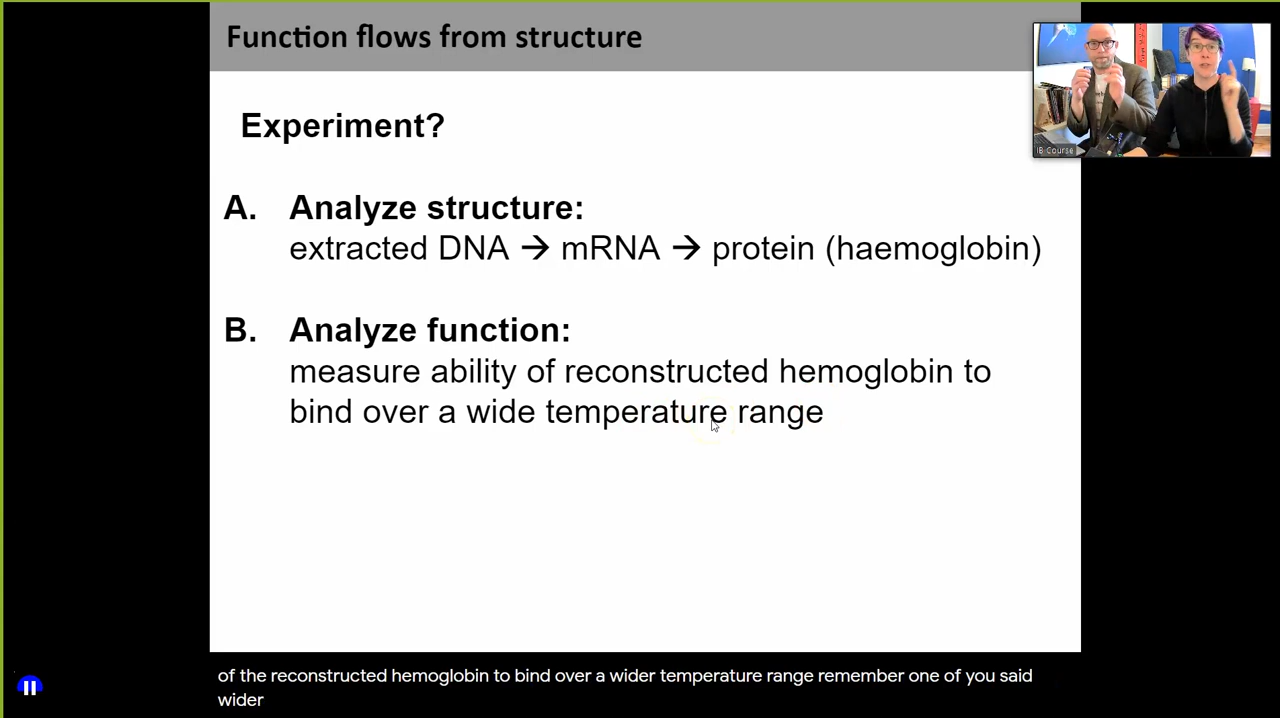 Function flows from structure
IB Course
Experiment?
A. Analyze structure:
extracted DNA → mRNA → protein (haemoglobin)
B. Analyze function:
measure ability of reconstructed hemoglobin to
bind over a wide temperature range
of the reconstructed hemoglobin to bind over a wider temperature range remember one of you said
wider